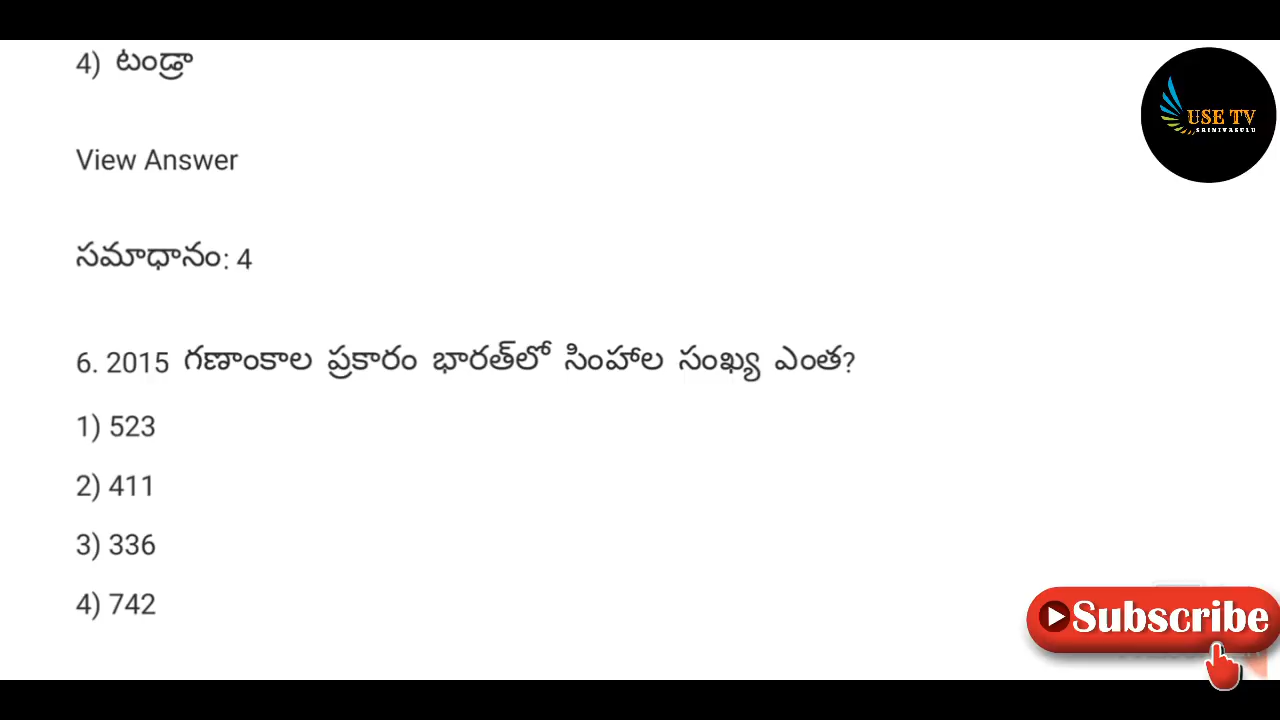 4) టండ్రా
USE TV
SRINIVASULU
View Answer
సమాధానం: 4
6. 2015 గణాంకాల ప్రకారం భారత్‌లో సింహాల సంఖ్య ఎంత?
1) 523
2) 411
3) 336
4) 742
Subscribe